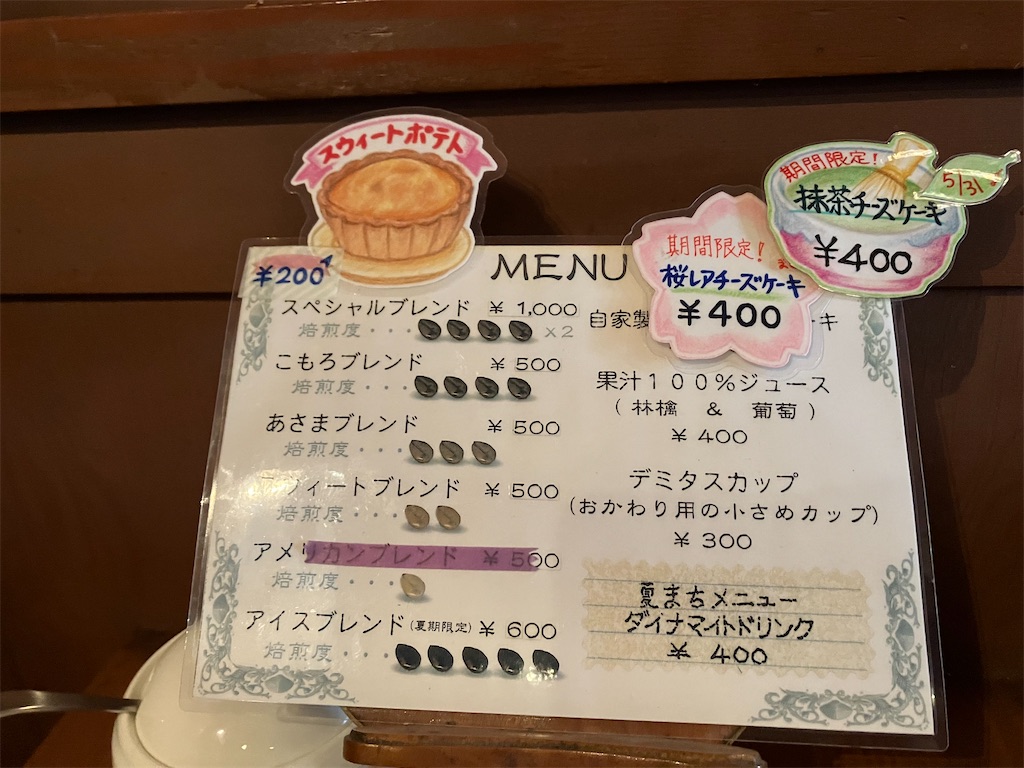 スウィートポテト
¥200
MENU
スペシャルブレンド ¥ 1,000
焙煎度・・・ ×2
こもろブレンド ¥ 500
焙煎度・・・
あさまブレンド ¥ 500
焙煎度・・・
ウィートブレンド ¥ 500
焙煎度・・・
アメリカンブレンド ¥ 500
焙煎度・・・
アイスブレンド(夏期限定) ¥ 600
焙煎度・・・
期間限定!
桜レアチーズケーキ
¥400
期間限定!
5/31
抹茶チーズケーキ
¥400
自家製 ーキ
果汁100%ジュース
(林檎 & 葡萄)
¥ 400
デミタスカップ
(おかわり用の小さめカップ)
¥ 300
夏まちメニュー
ダイナマイトドリンク
¥ 400